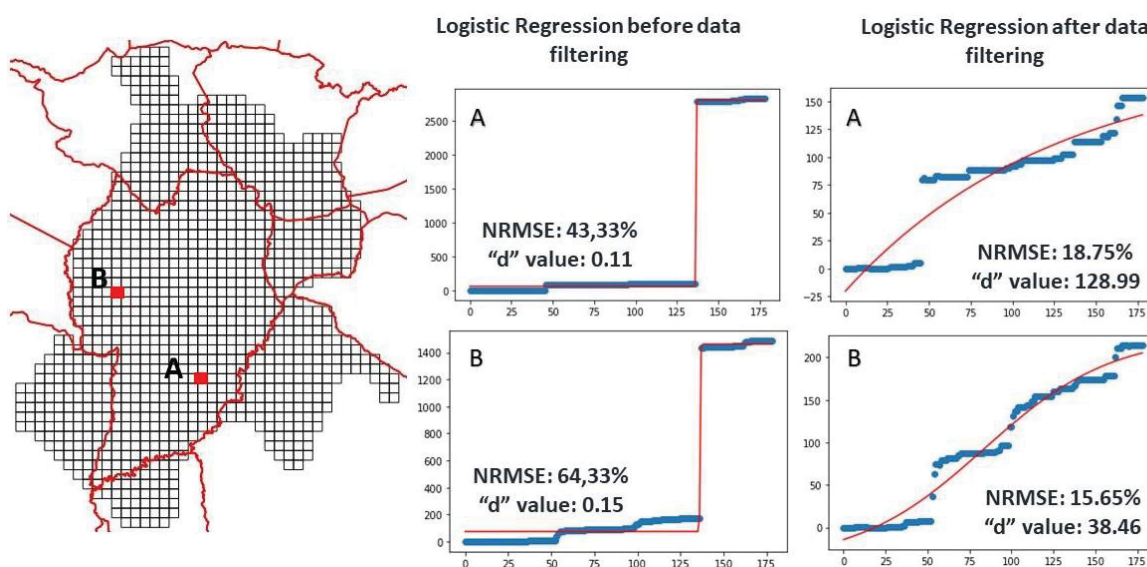 Logistic Regression before data
filtering
Logistic Regression after data
filtering
B
A
A
2500
2000
1500
1000
500
0
NRMSE: 43,33%
“d” value: 0.11
0 25 50 75 100 125 150 175
A
150
125
100
75
50
25
0
−25
NRMSE: 18.75%
“d” value: 128.99
0 25 50 75 100 125 150 175
B
1400
1200
1000
800
600
400
200
0
NRMSE: 64,33%
“d” value: 0.15
0 25 50 75 100 125 150 175
B
200
150
100
50
0
NRMSE: 15.65%
“d” value: 38.46
0 25 50 75 100 125 150 175